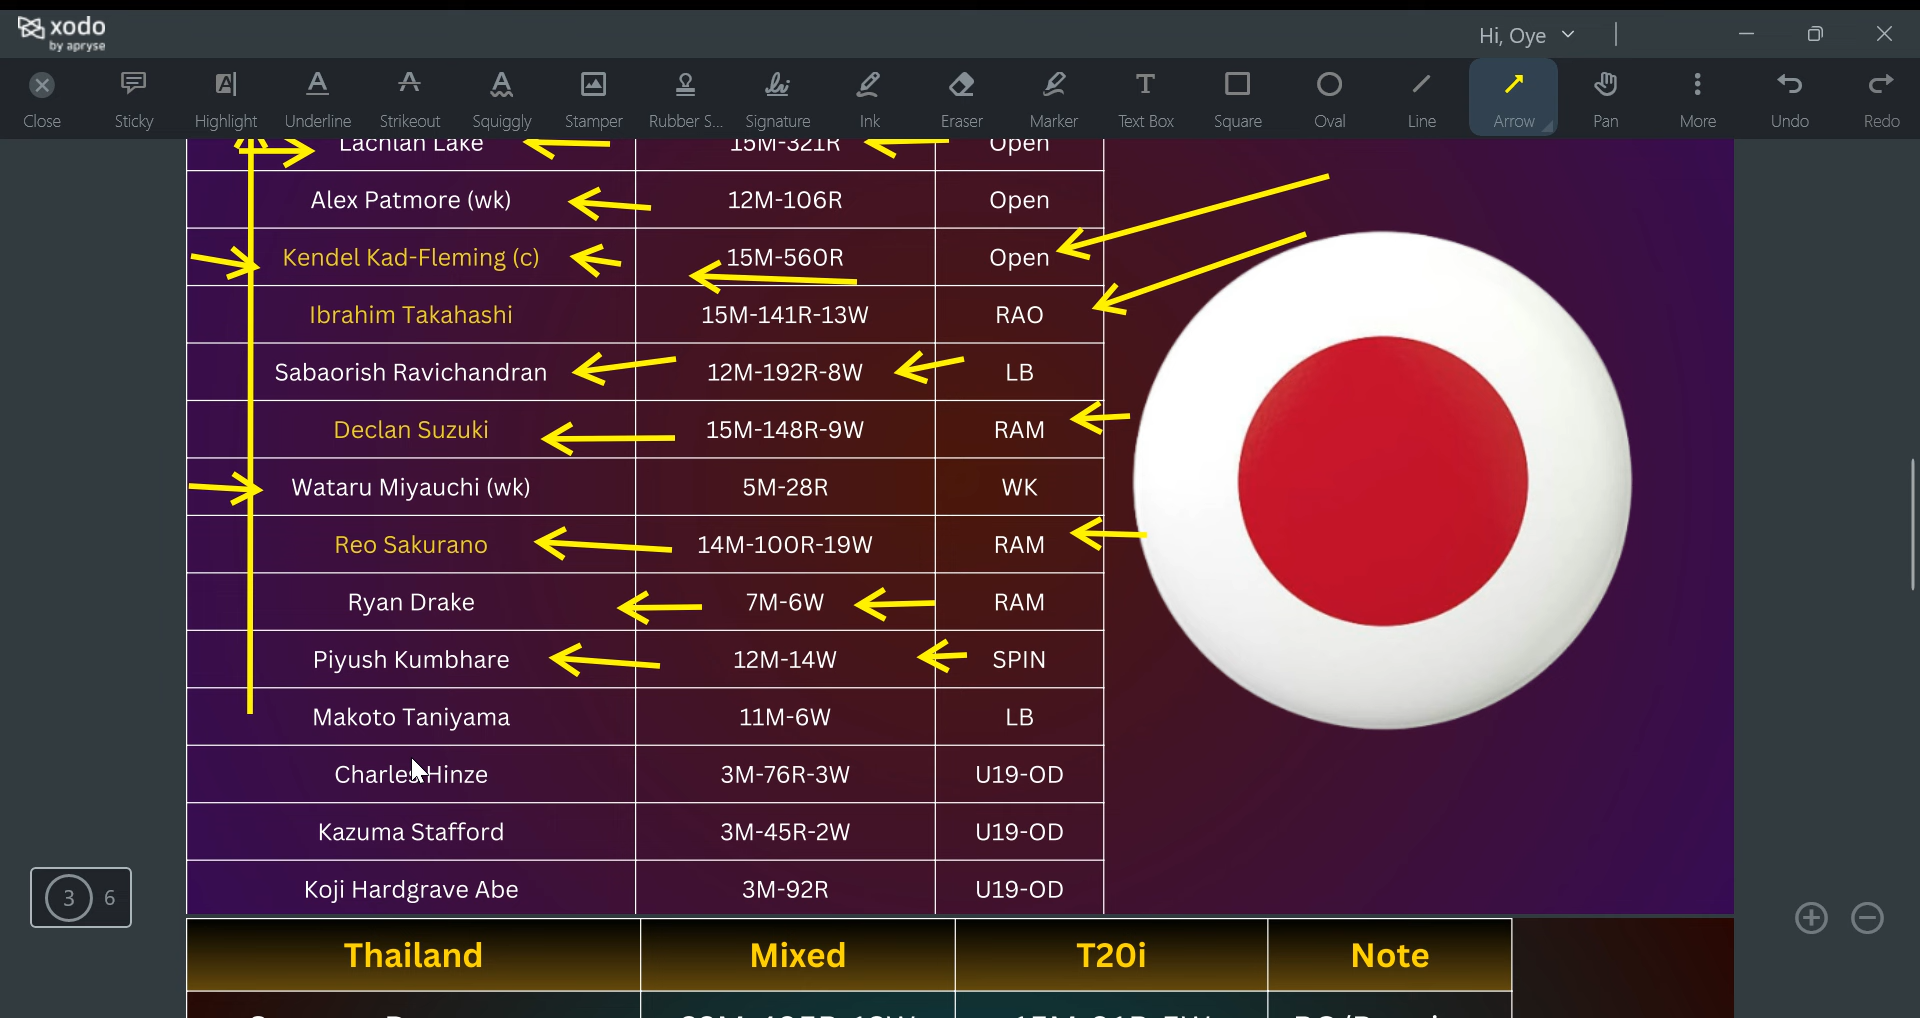 xodo
by apryse
Hi, Oye
Close Sticky Highlight Underline Strikeout Squiggly Stamper Rubber S... Signature Ink Eraser Marker Text Box Square Oval Line Arrow Pan More Undo Redo
Lachlan Lake 15M-321R Open
Alex Patmore (wk) 12M-106R Open
Kendel Kad-Fleming (c) 15M-560R Open
Ibrahim Takahashi 15M-141R-13W RAO
Sabaorish Ravichandran 12M-192R-8W LB
Declan Suzuki 15M-148R-9W RAM
Wataru Miyauchi (wk) 5M-28R WK
Reo Sakurano 14M-100R-19W RAM
Ryan Drake 7M-6W RAM
Piyush Kumbhare 12M-14W SPIN
Makoto Taniyama 11M-6W LB
Charles Hinze 3M-76R-3W U19-OD
Kazuma Stafford 3M-45R-2W U19-OD
Koji Hardgrave Abe 3M-92R U19-OD
3 6
Thailand Mixed T20i Note